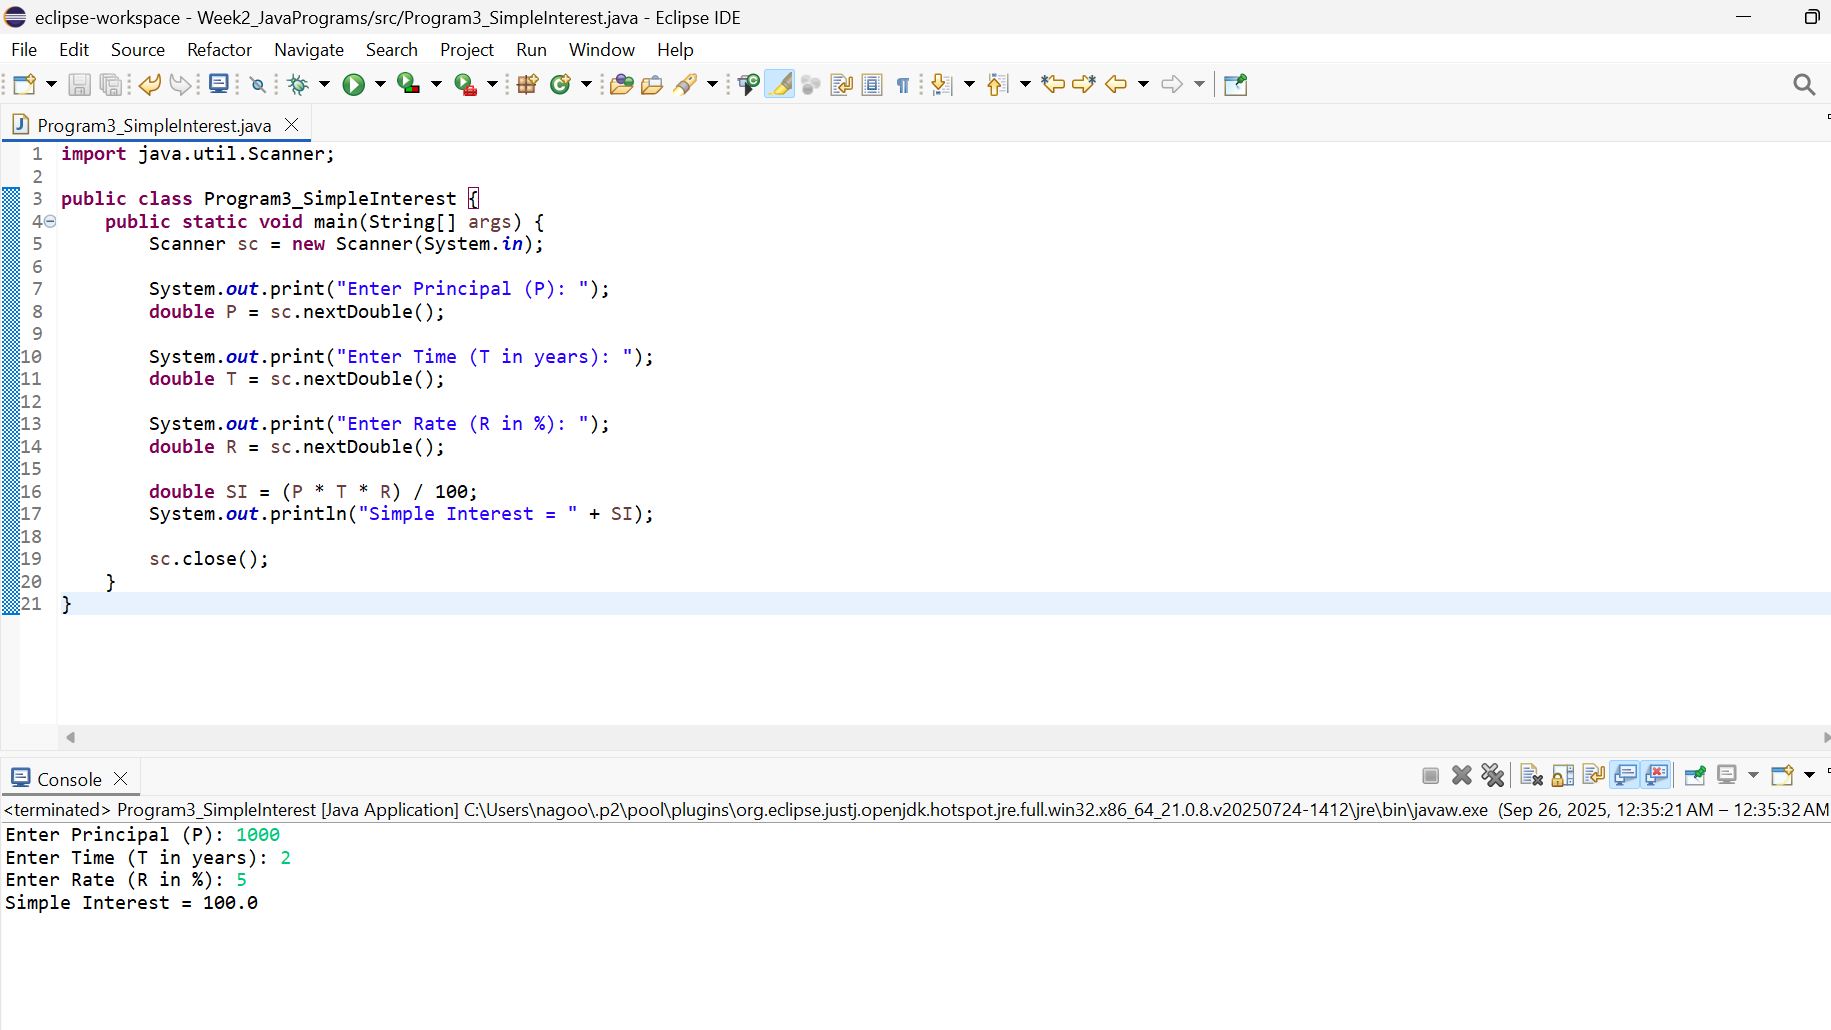 eclipse-workspace - Week2_JavaPrograms/src/Program3_SimpleInterest.java - Eclipse IDE
File Edit Source Refactor Navigate Search Project Run Window Help
Program3_SimpleInterest.java
1 import java.util.Scanner;
2
3 public class Program3_SimpleInterest {
4     public static void main(String[] args) {
5         Scanner sc = new Scanner(System.in);
6
7         System.out.print("Enter Principal (P): ");
8         double P = sc.nextDouble();
9
10         System.out.print("Enter Time (T in years): ");
11         double T = sc.nextDouble();
12
13         System.out.print("Enter Rate (R in %): ");
14         double R = sc.nextDouble();
15
16         double SI = (P * T * R) / 100;
17         System.out.println("Simple Interest = " + SI);
18
19         sc.close();
20     }
21 }
Console
<terminated> Program3_SimpleInterest [Java Application] C:\Users\nagoo\.p2\pool\plugins\org.eclipse.justj.openjdk.hotspot.jre.full.win32.x86_64_21.0.8.v20250724-1412\jre\bin\javaw.exe (Sep 26, 2025, 12:35:21 AM – 12:35:32 AM
Enter Principal (P): 1000
Enter Time (T in years): 2
Enter Rate (R in %): 5
Simple Interest = 100.0